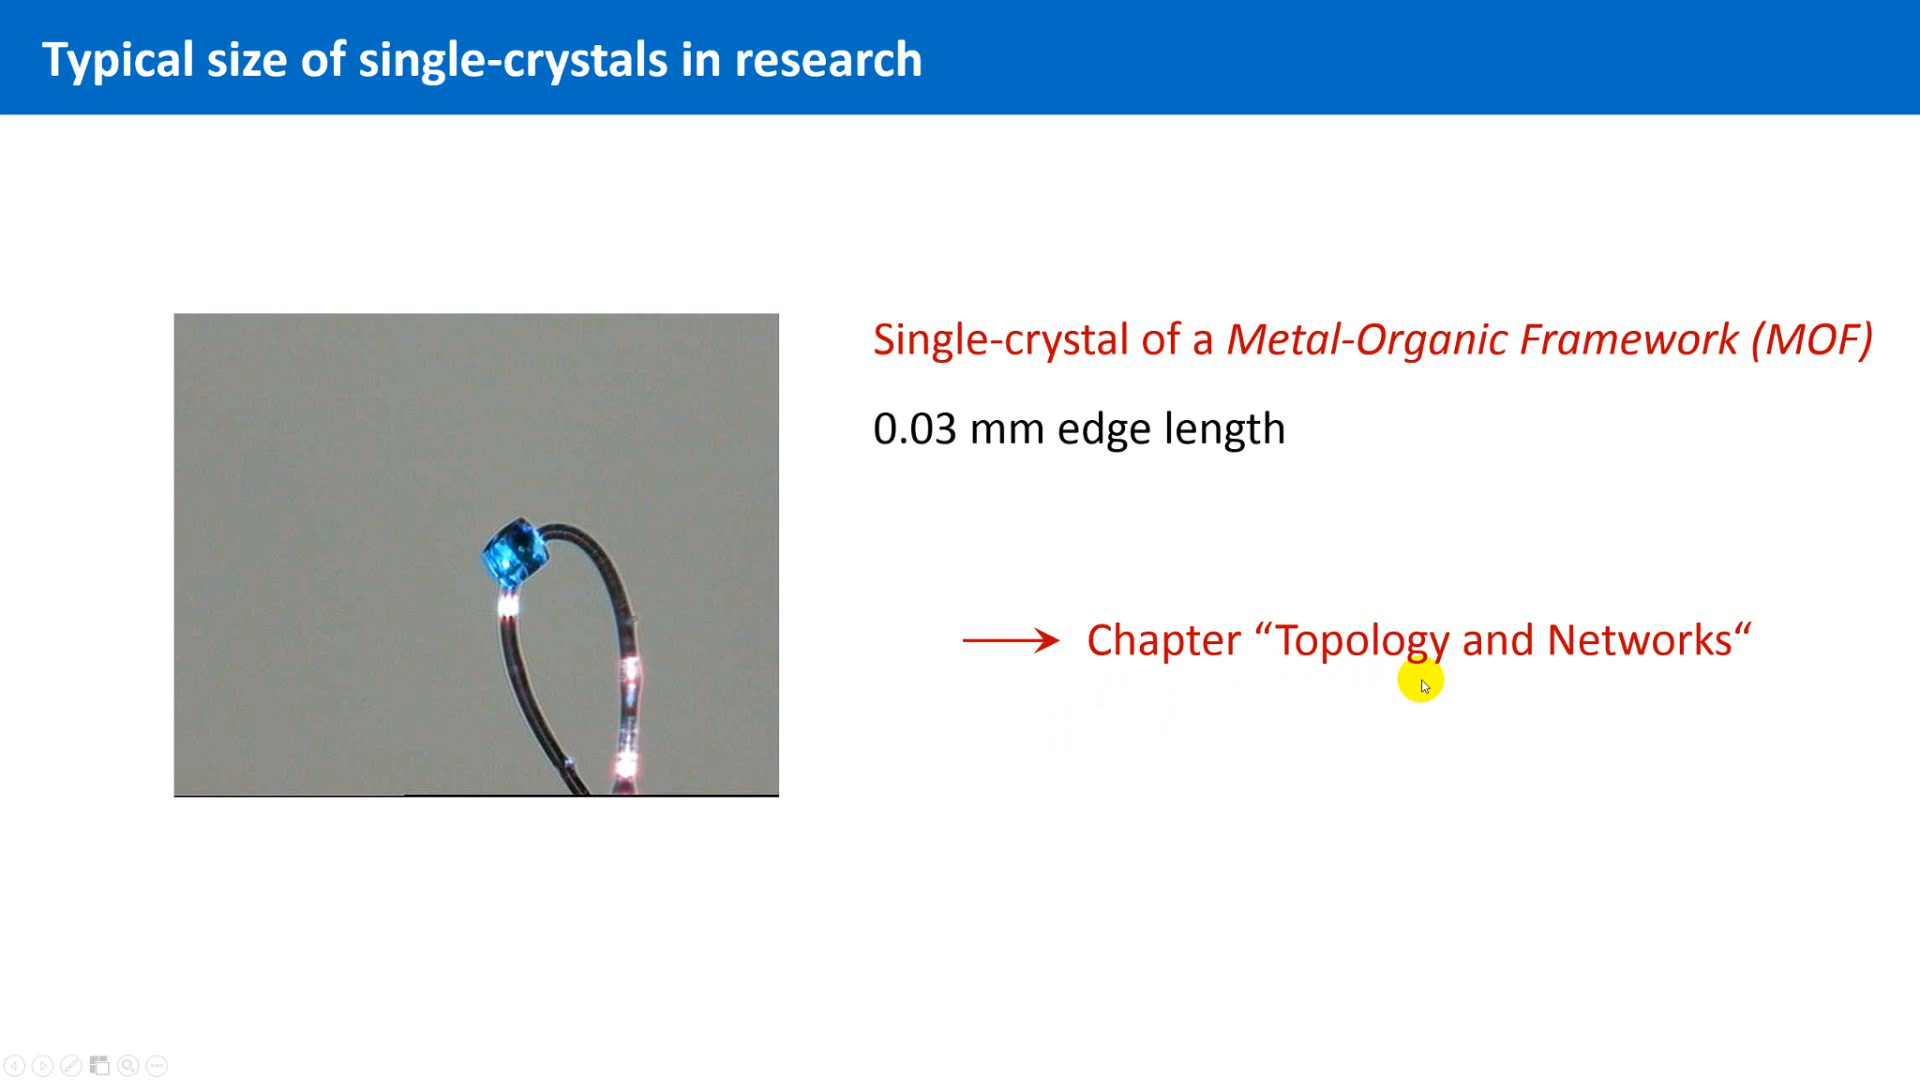 Typical size of single-crystals in research
Single-crystal of a Metal-Organic Framework (MOF)
0.03 mm edge length
Chapter “Topology and Networks“